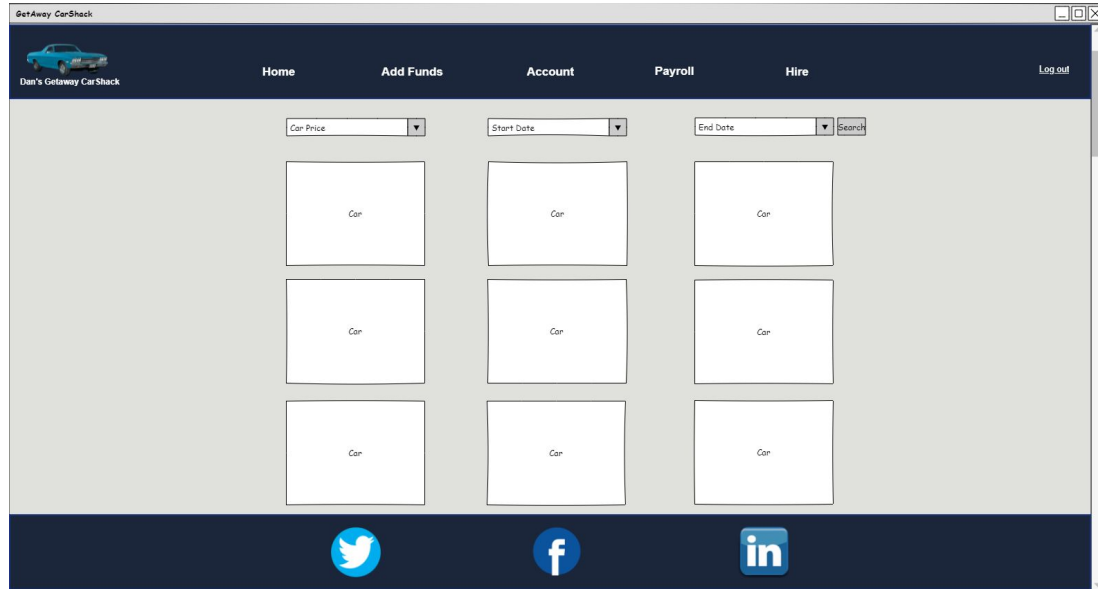 GetAway CarShack
Dan's Getaway CarShack
Home Add Funds Account Payroll Hire Log out
Car Price Start Date End Date Search
Car Car Car
Car Car Car
Car Car Car
f
in